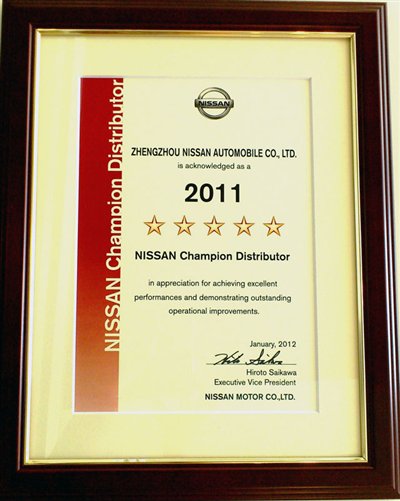 NISSAN Champion Distributor
NISSAN
ZHENGZHOU NISSAN AUTOMOBILE CO., LTD.
is acknowledged as a
2011
NISSAN Champion Distributor
in appreciation for achieving excellent
performances and demonstrating outstanding
operational improvements.
January, 2012
Hiroto Saikawa
Executive Vice President
NISSAN MOTOR CO.,LTD.